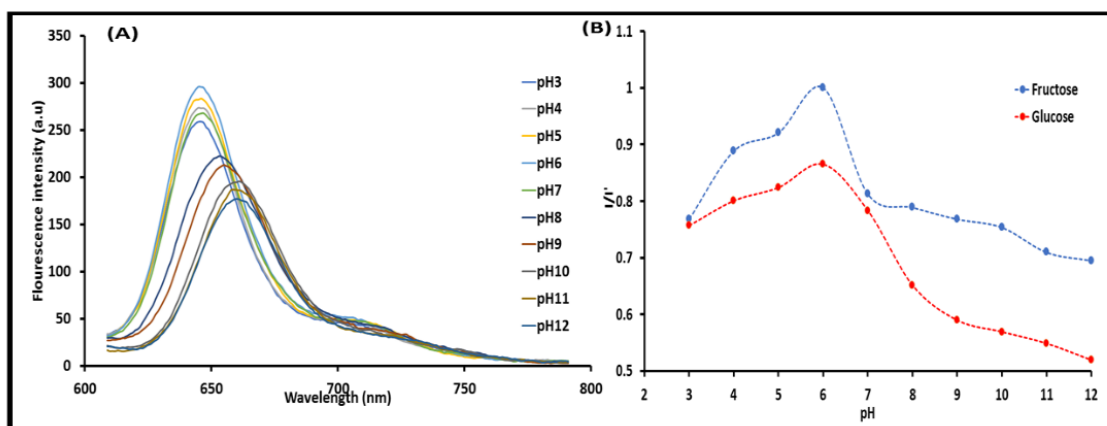 (A)
Flourescence intensity (a.u)
350
300
250
200
150
100
50
0
600
650
700
750
800
Wavelength (nm)
pH3
pH4
pH5
pH6
pH7
pH8
pH9
pH10
pH11
pH12
(B)
I/I'
1.1
1
0.9
0.8
0.7
0.6
0.5
2
3
4
5
6
7
8
9
10
11
12
pH
Fructose
Glucose